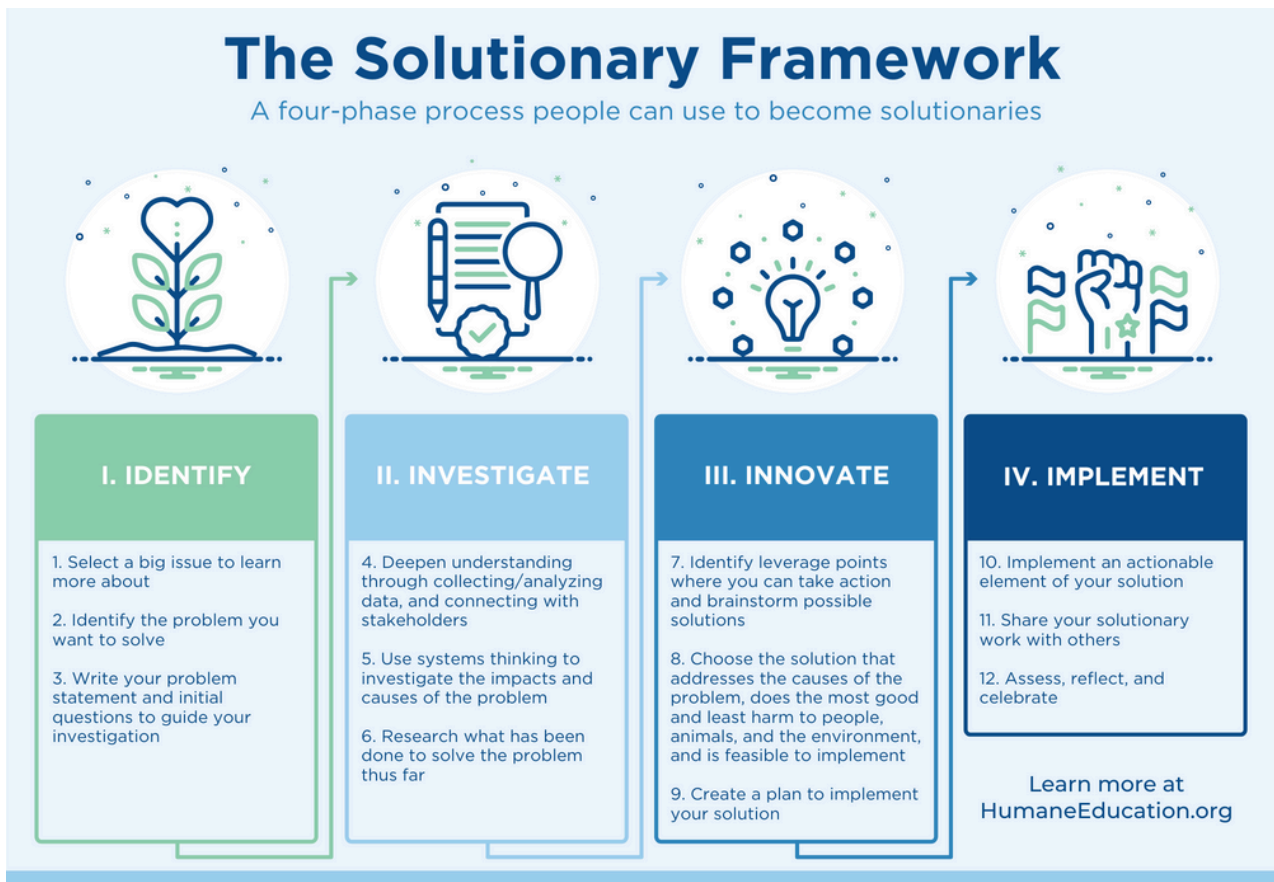 The Solutionary Framework
A four-phase process people can use to become solutionaries
I. IDENTIFY
1. Select a big issue to learn
more about
2. Identify the problem you
want to solve
3. Write your problem
statement and initial
questions to guide your
investigation
II. INVESTIGATE
4. Deepen understanding
through collecting/analyzing
data, and connecting with
stakeholders
5. Use systems thinking to
investigate the impacts and
causes of the problem
6. Research what has been
done to solve the problem
thus far
III. INNOVATE
7. Identify leverage points
where you can take action
and brainstorm possible
solutions
8. Choose the solution that
addresses the causes of the
problem, does the most good
and least harm to people,
animals, and the environment,
and is feasible to implement
9. Create a plan to implement
your solution
IV. IMPLEMENT
10. Implement an actionable
element of your solution
11. Share your solutionary
work with others
12. Assess, reflect, and
celebrate
Learn more at
HumaneEducation.org